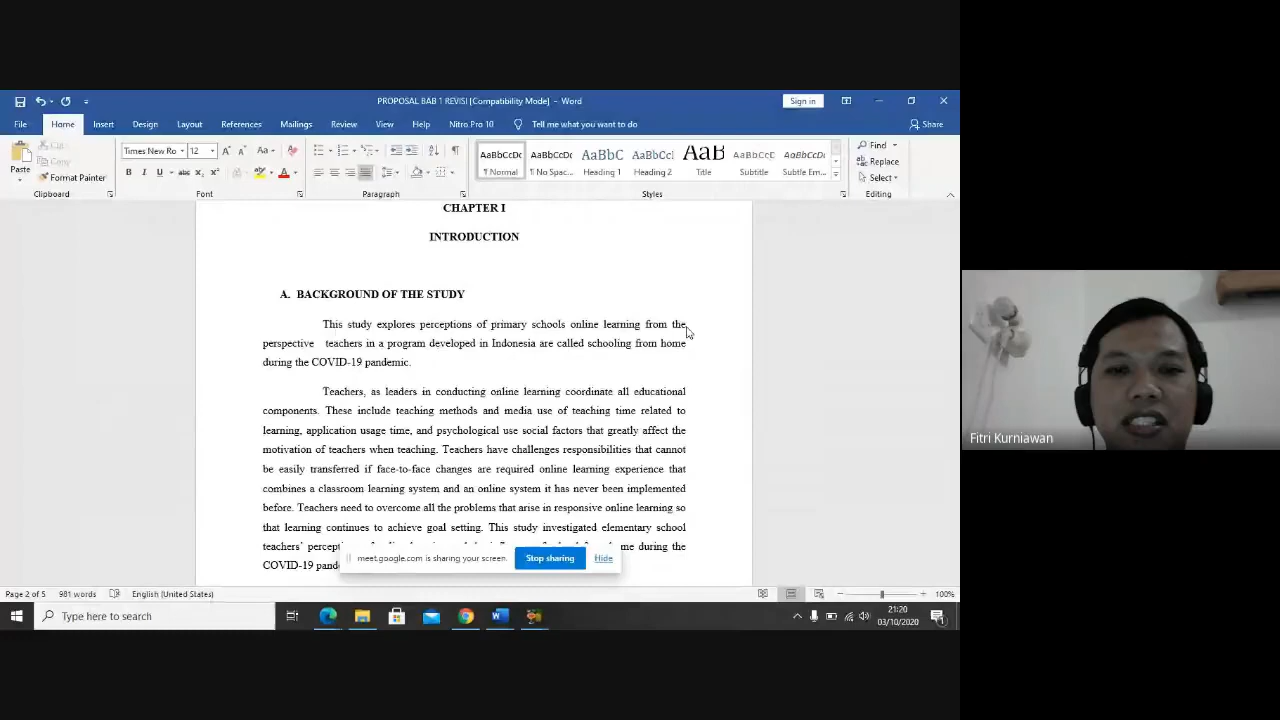 PROPOSAL BAB 1 REVISI [Compatibility Mode] - Word
Sign in
File Home Insert Design Layout References Mailings Review View Help Nitro Pro 10 Tell me what you want to do Share
Paste
Cut
Copy
Format Painter
Clipboard
Times New Ro 12
Font
Paragraph
AaBbCcDc AaBbCcDc AaBbC AaBbCcI AaB AaBbCcD AaBbCcDc
¶ Normal ¶ No Spac... Heading 1 Heading 2 Title Subtitle Subtle Em...
Styles
Find
Replace
Select
Editing
CHAPTER I
INTRODUCTION
A. BACKGROUND OF THE STUDY
This study explores perceptions of primary schools online learning from the
perspective teachers in a program developed in Indonesia are called schooling from home
during the COVID-19 pandemic.
Teachers, as leaders in conducting online learning coordinate all educational
components. These include teaching methods and media use of teaching time related to
learning, application usage time, and psychological use social factors that greatly affect the
motivation of teachers when teaching. Teachers have challenges responsibilities that cannot
be easily transferred if face-to-face changes are required online learning experience that
combines a classroom learning system and an online system it has never been implemented
before. Teachers need to overcome all the problems that arise in responsive online learning so
that learning continues to achieve goal setting. This study investigated elementary school
teachers' during the
COVID-19
meet.google.com is sharing your screen. Stop sharing Hide
Page 2 of 5 981 words English (United States) 100%
Type here to search
21:20
03/10/2020
Fitri Kurniawan